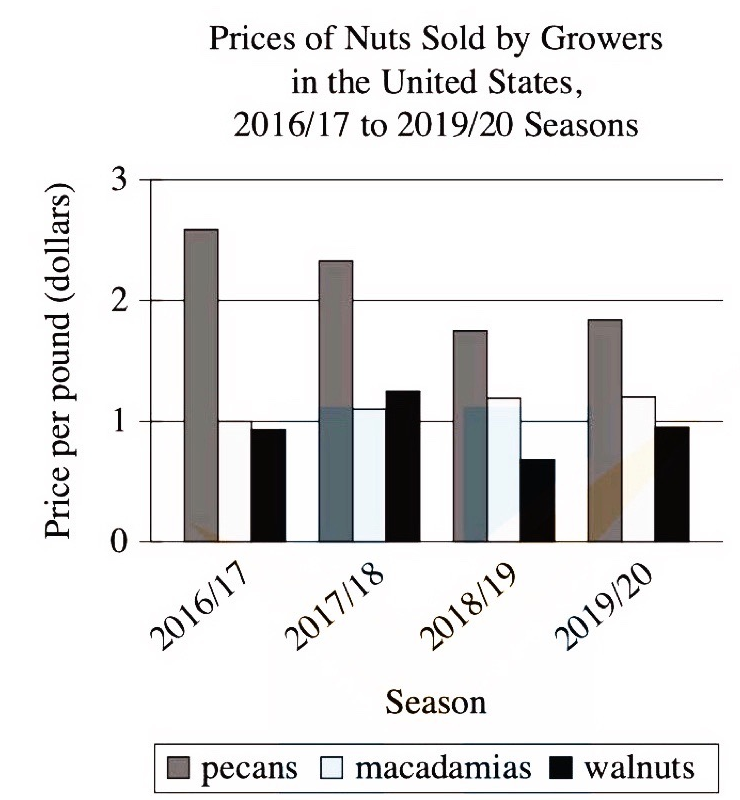 Prices of Nuts Sold by Growers
in the United States,
2016/17 to 2019/20 Seasons
Price per pound (dollars)
3
2
1
0
2016/17
2017/18
2018/19
2019/20
Season
pecans
macadamias
walnuts